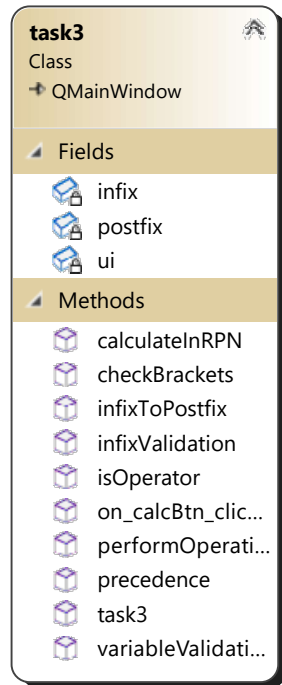 task3
Class
QMainWindow
Fields
infix
postfix
ui
Methods
calculateInRPN
checkBrackets
infixToPostfix
infixValidation
isOperator
on_calcBtn_clic...
performOperati...
precedence
task3
variableValidati...